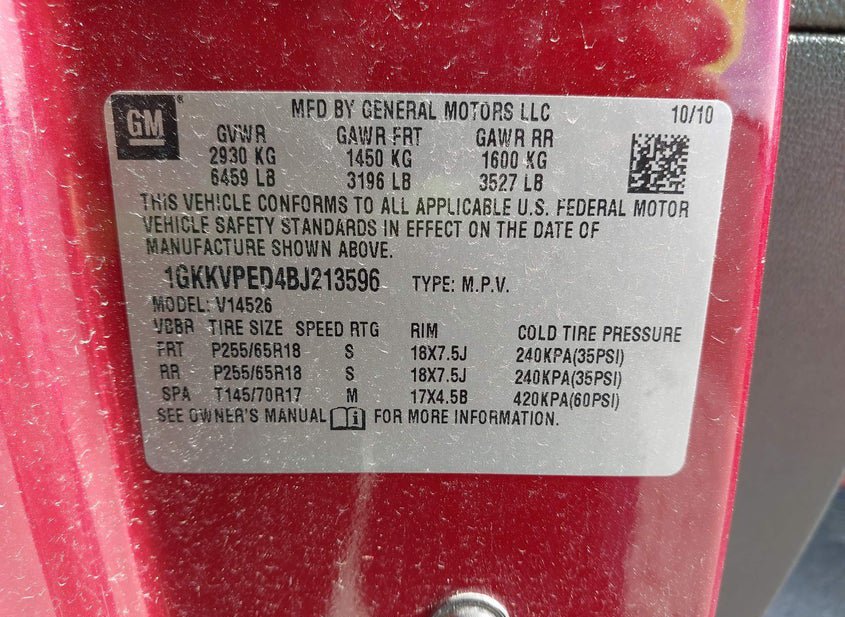 GM
MFD BY GENERAL MOTORS LLC 10/10
GVWR GAWR FRT GAWR RR
2930 KG 1450 KG 1600 KG
6459 LB 3196 LB 3527 LB
THIS VEHICLE CONFORMS TO ALL APPLICABLE U.S. FEDERAL MOTOR
VEHICLE SAFETY STANDARDS IN EFFECT ON THE DATE OF
MANUFACTURE SHOWN ABOVE.
1GKKVPED4BJ213596 TYPE: M.P.V.
MODEL: V14526
VBBR TIRE SIZE SPEED RTG RIM COLD TIRE PRESSURE
FRT P255/65R18 S 18X7.5J 240KPA(35PSI)
RR P255/65R18 S 18X7.5J 240KPA(35PSI)
SPA T145/70R17 M 17X4.5B 420KPA(60PSI)
SEE OWNER'S MANUAL FOR MORE INFORMATION.